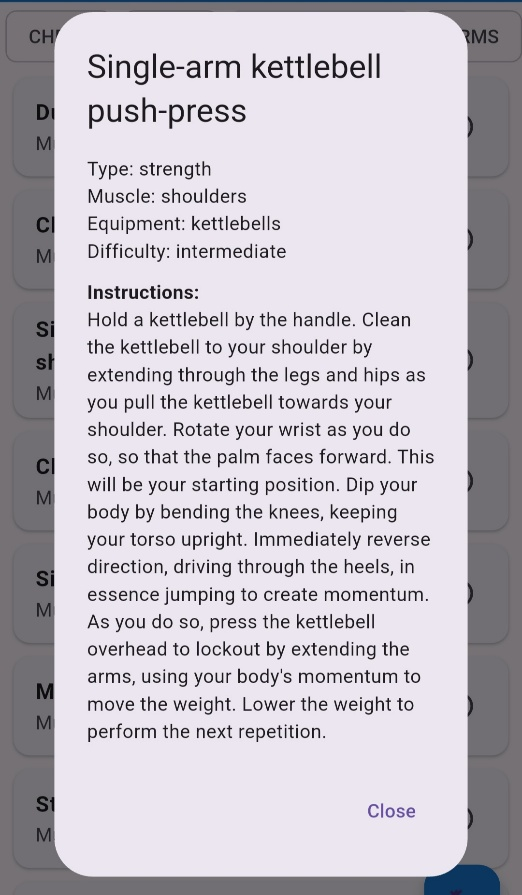 Single-arm kettlebell
push-press
Type: strength
Muscle: shoulders
Equipment: kettlebells
Difficulty: intermediate
Instructions:
Hold a kettlebell by the handle. Clean
the kettlebell to your shoulder by
extending through the legs and hips as
you pull the kettlebell towards your
shoulder. Rotate your wrist as you do
so, so that the palm faces forward. This
will be your starting position. Dip your
body by bending the knees, keeping
your torso upright. Immediately reverse
direction, driving through the heels, in
essence jumping to create momentum.
As you do so, press the kettlebell
overhead to lockout by extending the
arms, using your body's momentum to
move the weight. Lower the weight to
perform the next repetition.
Close